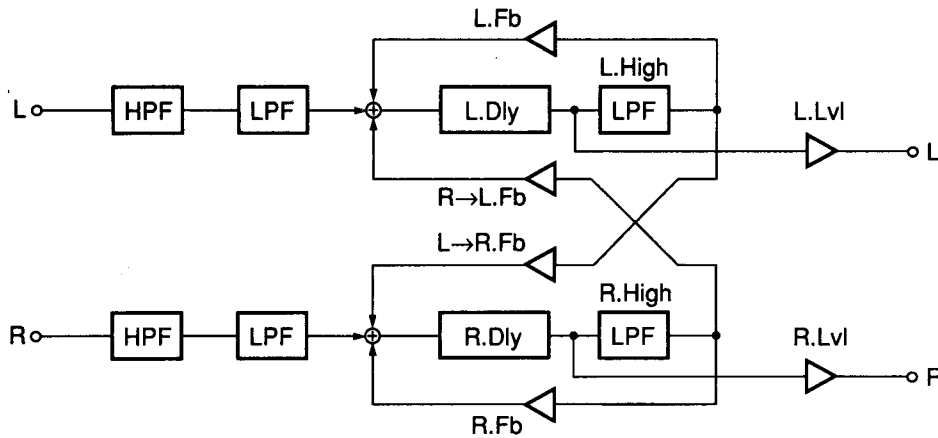 L.Fb
L.High
L HPF LPF L.Dly LPF L.Lvl
L
R→L.Fb
L→R.Fb
R.High
R HPF LPF R.Dly LPF R.Lvl
R
R.Fb